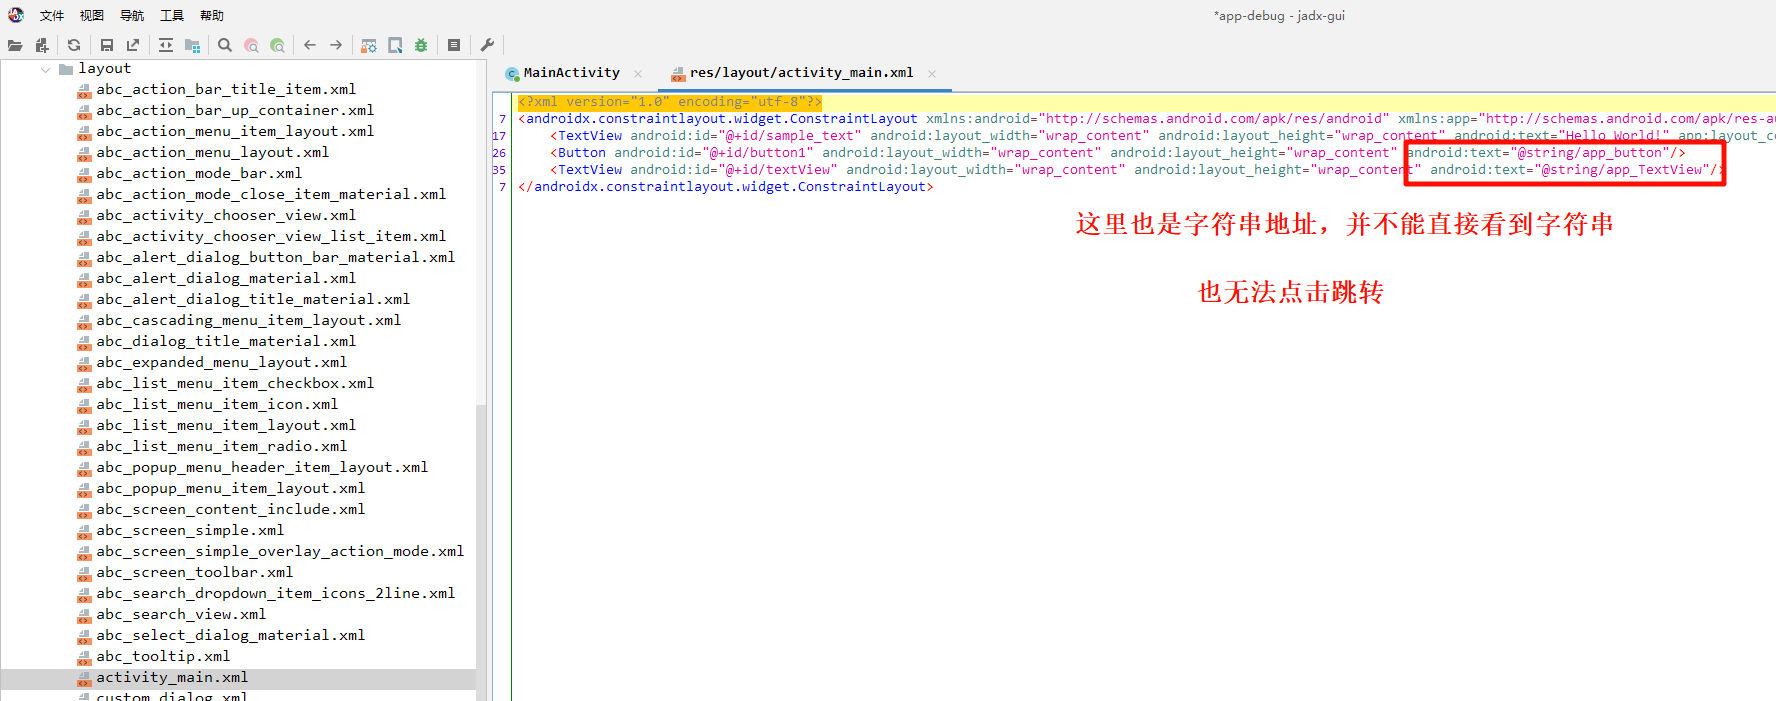 文件 视图 导航 工具 帮助
*app-debug - jadx-gui
layout
abc_action_bar_title_item.xml
abc_action_bar_up_container.xml
abc_action_menu_item_layout.xml
abc_action_menu_layout.xml
abc_action_mode_bar.xml
abc_action_mode_close_item_material.xml
abc_activity_chooser_view.xml
abc_activity_chooser_view_list_item.xml
abc_alert_dialog_button_bar_material.xml
abc_alert_dialog_material.xml
abc_alert_dialog_title_material.xml
abc_cascading_menu_item_layout.xml
abc_dialog_title_material.xml
abc_expanded_menu_layout.xml
abc_list_menu_item_checkbox.xml
abc_list_menu_item_icon.xml
abc_list_menu_item_layout.xml
abc_list_menu_item_radio.xml
abc_popup_menu_header_item_layout.xml
abc_popup_menu_item_layout.xml
abc_screen_content_include.xml
abc_screen_simple.xml
abc_screen_simple_overlay_action_mode.xml
abc_screen_toolbar.xml
abc_search_dropdown_item_icons_2line.xml
abc_search_view.xml
abc_select_dialog_material.xml
abc_tooltip.xml
activity_main.xml
custom_dialog.xml
MainActivity res/layout/activity_main.xml
<?xml version="1.0" encoding="utf-8"?>
7 <androidx.constraintlayout.widget.ConstraintLayout xmlns:android="http://schemas.android.com/apk/res/android" xmlns:app="http://schemas.android.com/apk/res-au
17 <TextView android:id="@+id/sample_text" android:layout_width="wrap_content" android:layout_height="wrap_content" android:text="Hello World!" app:layout_co
26 <Button android:id="@+id/button1" android:layout_width="wrap_content" android:layout_height="wrap_content" android:text="@string/app_button"/>
35 <TextView android:id="@+id/textView" android:layout_width="wrap_content" android:layout_height="wrap_content" android:text="@string/app_TextView"/>
7 </androidx.constraintlayout.widget.ConstraintLayout>
这里也是字符串地址，并不能直接看到字符串
也无法点击跳转